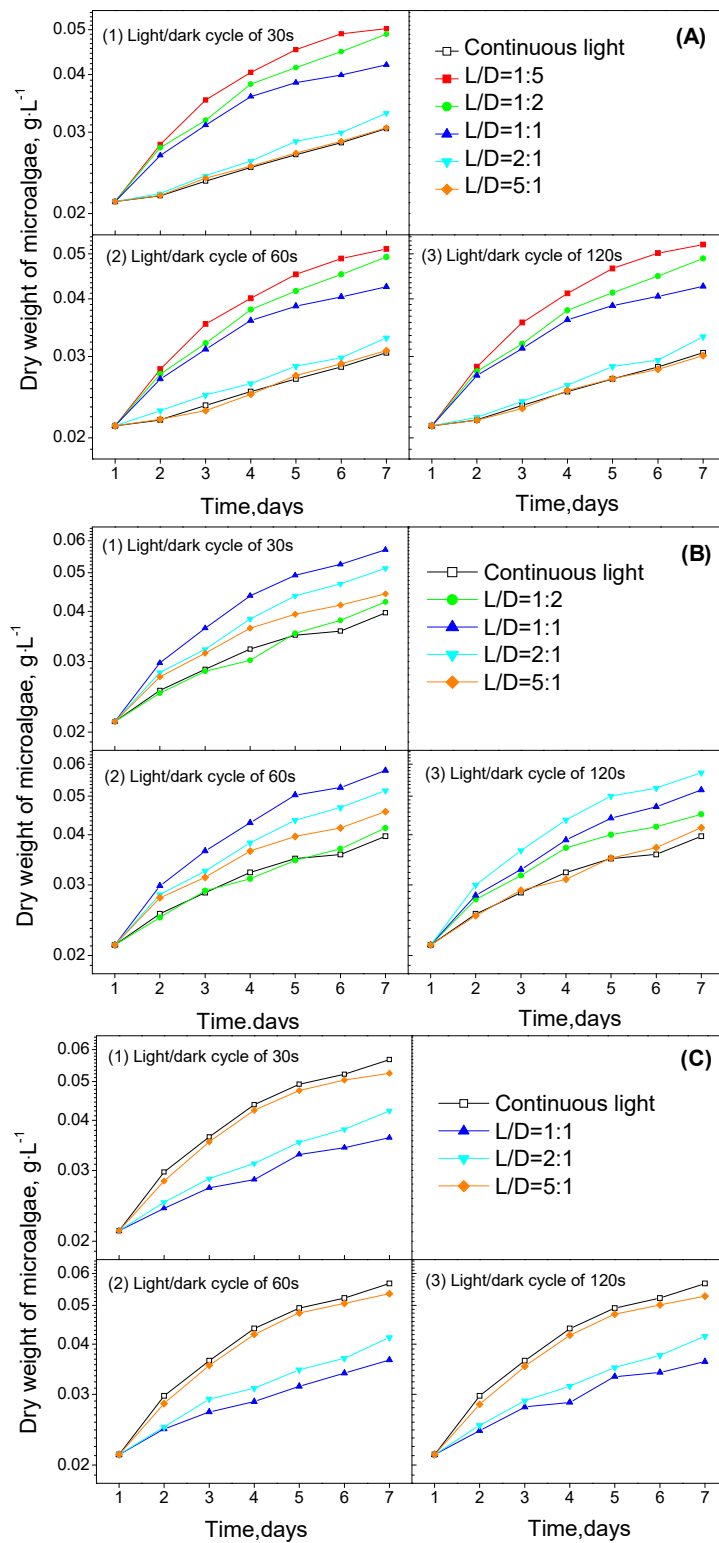 (1) Light/dark cycle of 30s
(A)
Continuous light
L/D=1:5
L/D=1:2
L/D=1:1
L/D=2:1
L/D=5:1
0.05
0.04
0.03
0.02
Dry weight of microalgae, g·L⁻¹
(2) Light/dark cycle of 60s
(3) Light/dark cycle of 120s
0.05
0.04
0.03
0.02
1 2 3 4 5 6 7
1 2 3 4 5 6 7
Time,days
Time,days
(1) Light/dark cycle of 30s
(B)
Continuous light
L/D=1:2
L/D=1:1
L/D=2:1
L/D=5:1
0.06
0.05
0.04
0.03
0.02
Dry weight of microalgae, g·L⁻¹
(2) Light/dark cycle of 60s
(3) Light/dark cycle of 120s
0.06
0.05
0.04
0.03
0.02
1 2 3 4 5 6 7
1 2 3 4 5 6 7
Time.days
Time,days
(1) Light/dark cycle of 30s
(C)
Continuous light
L/D=1:1
L/D=2:1
L/D=5:1
0.06
0.05
0.04
0.03
0.02
Dry weight of microalgae, g·L⁻¹
(2) Light/dark cycle of 60s
(3) Light/dark cycle of 120s
0.06
0.05
0.04
0.03
0.02
1 2 3 4 5 6 7
1 2 3 4 5 6 7
Time,days
Time,days